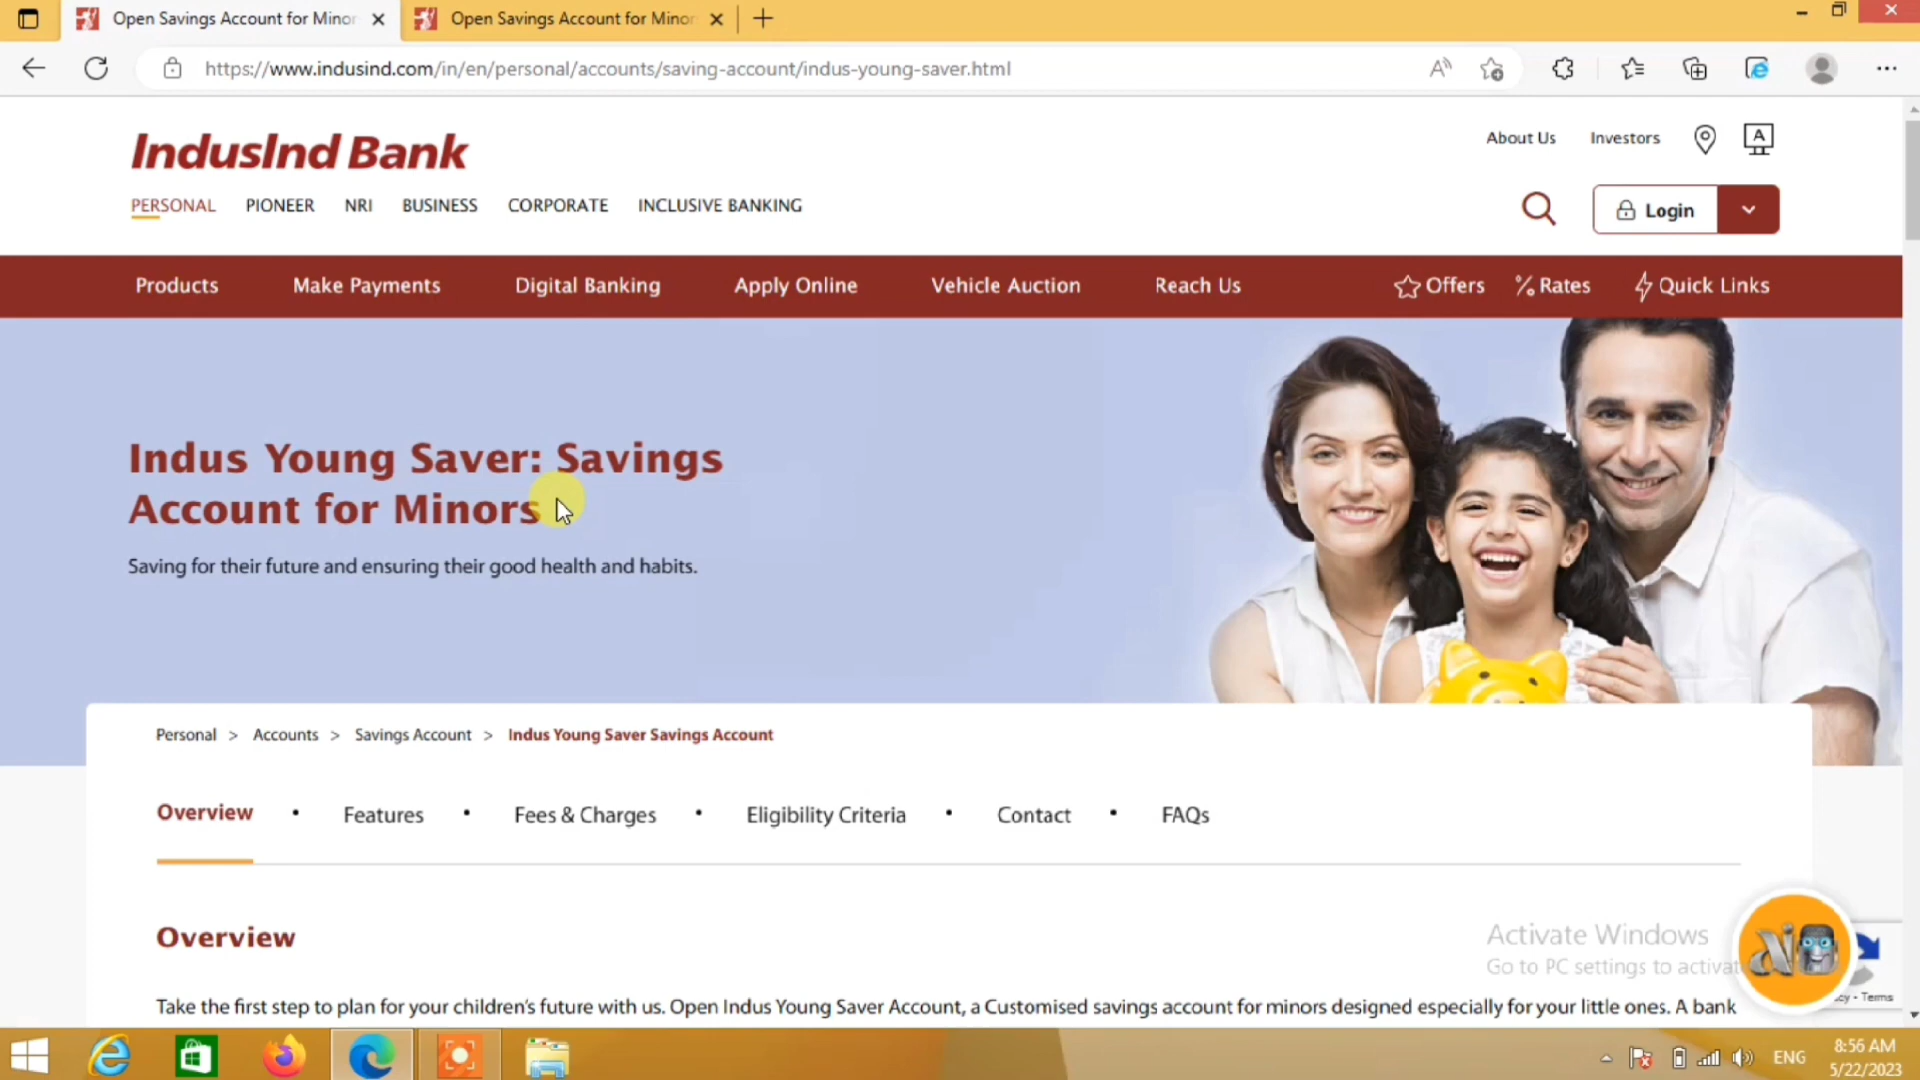 Open Savings Account for Minor
Open Savings Account for Minor
https://www.indusind.com/in/en/personal/accounts/saving-account/indus-young-saver.html
IndusInd Bank
About Us
Investors
A
PERSONAL
PIONEER
NRI
BUSINESS
CORPORATE
INCLUSIVE BANKING
Login
Products
Make Payments
Digital Banking
Apply Online
Vehicle Auction
Reach Us
Offers
Rates
Quick Links
Indus Young Saver: Savings
Account for Minors
Saving for their future and ensuring their good health and habits.
Personal > Accounts > Savings Account > Indus Young Saver Savings Account
Overview • Features • Fees & Charges • Eligibility Criteria • Contact • FAQs
Overview
Activate Windows
Go to PC settings to activat
cy - Terms
Take the first step to plan for your children's future with us. Open Indus Young Saver Account, a Customised savings account for minors designed especially for your little ones. A bank
ENG
8:56 AM
5/22/2023